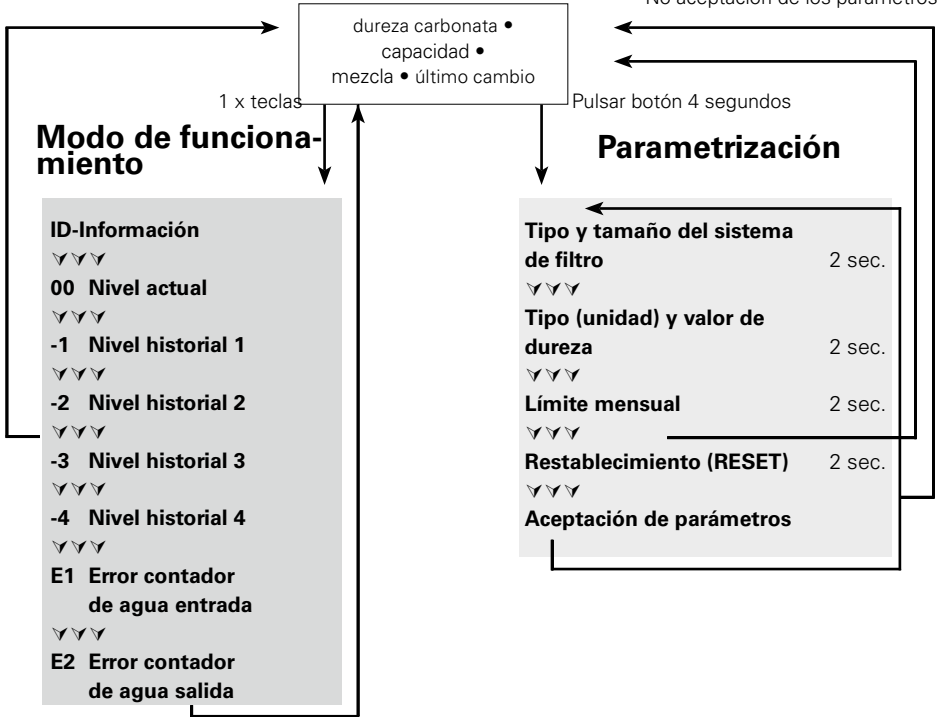 No aceptación de los parámetros
dureza carbonata •
capacidad •
mezcla • último cambio
1 x teclas
Pulsar botón 4 segundos
Modo de funciona-
miento
Parametrización
ID-Información
00 Nivel actual
-1 Nivel historial 1
-2 Nivel historial 2
-3 Nivel historial 3
-4 Nivel historial 4
E1 Error contador
de agua entrada
E2 Error contador
de agua salida
Tipo y tamaño del sistema
de filtro 2 sec.
Tipo (unidad) y valor de
dureza 2 sec.
Límite mensual 2 sec.
Restablecimiento (RESET) 2 sec.
Aceptación de parámetros